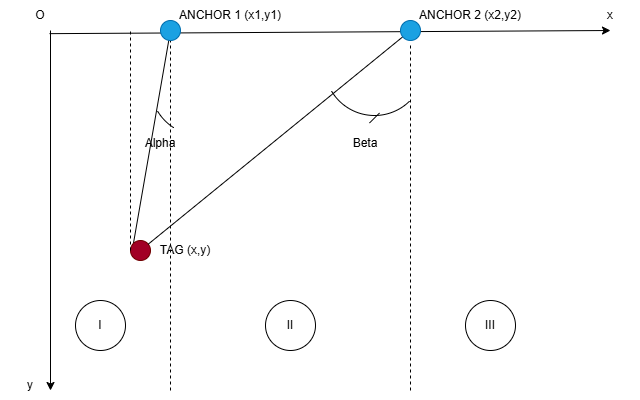 O
ANCHOR 1 (x1,y1)
ANCHOR 2 (x2,y2)
x
Alpha
Beta
TAG (x,y)
I
II
III
y